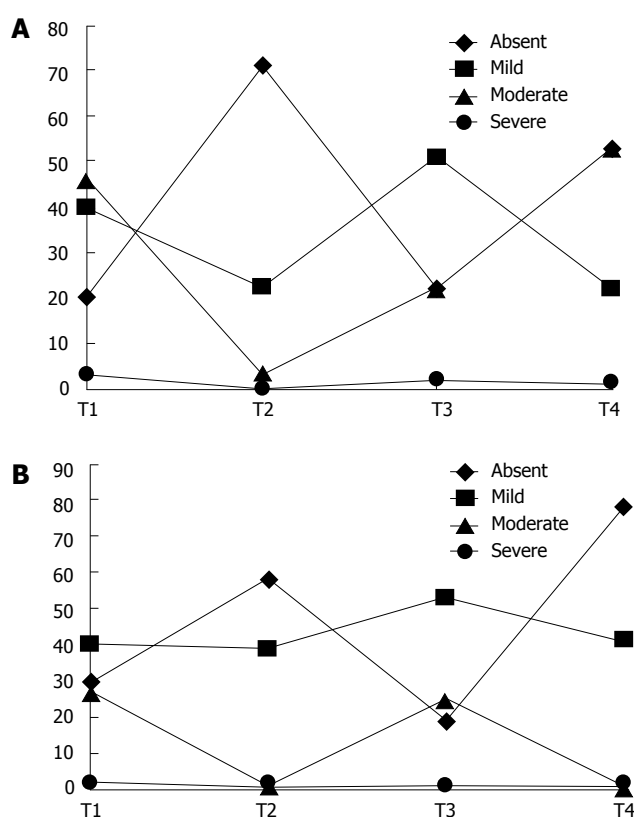 A
80
70
60
50
40
30
20
10
0
T1 T2 T3 T4
Absent
Mild
Moderate
Severe
B
90
80
70
60
50
40
30
20
10
0
T1 T2 T3 T4
Absent
Mild
Moderate
Severe